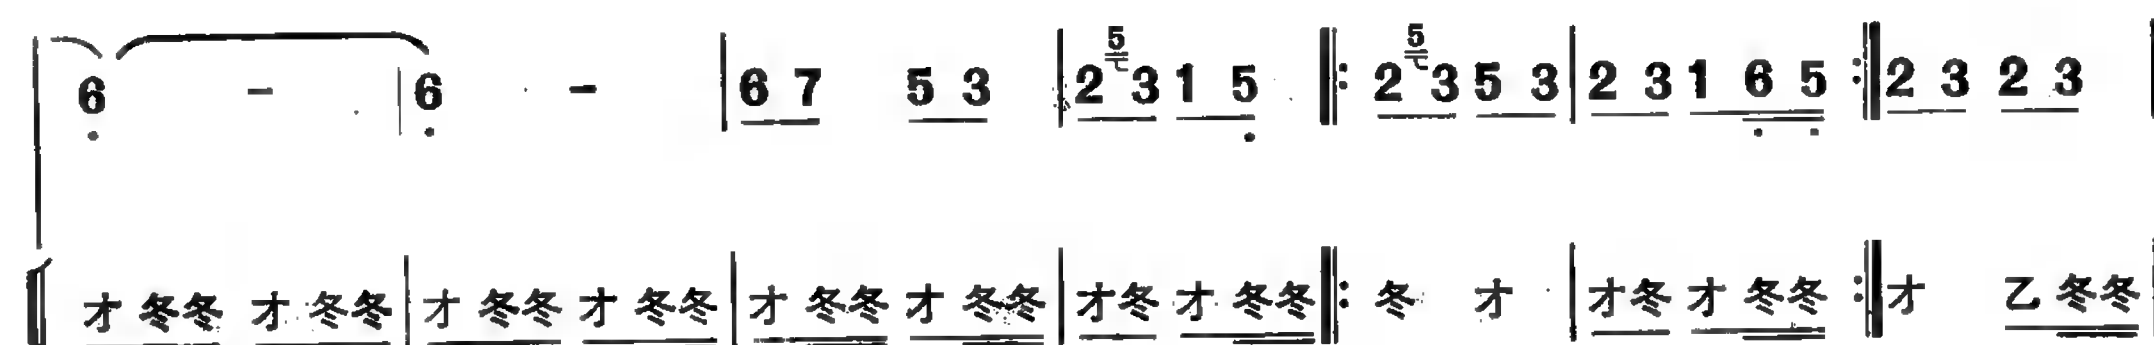 6 - | 6 - | 6 7 5 3 | 2 5 3 1 5 ‖: 2 5 3 5 3 | 2 3 1 6 5 :‖ 2 3 2 3 |
才 冬冬 才 冬冬 | 才 冬冬 才 冬冬 | 才 冬冬 才 冬冬 | 才冬 才 冬冬 ‖: 冬 才 | 才冬 才 冬冬 :‖ 才 乙 冬冬 |